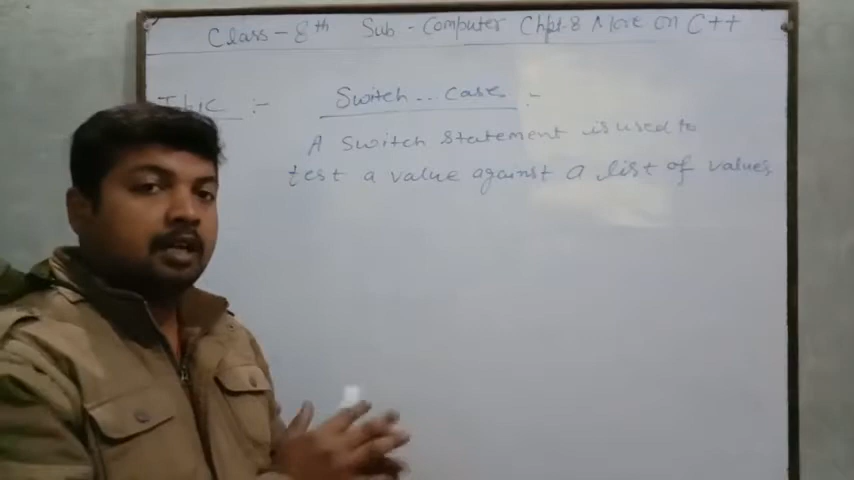 Class - 8th Sub - Computer Chpt-8 More on C++
Topic :- Switch... Case :-
A Switch Statement is used to
test a value against a list of values